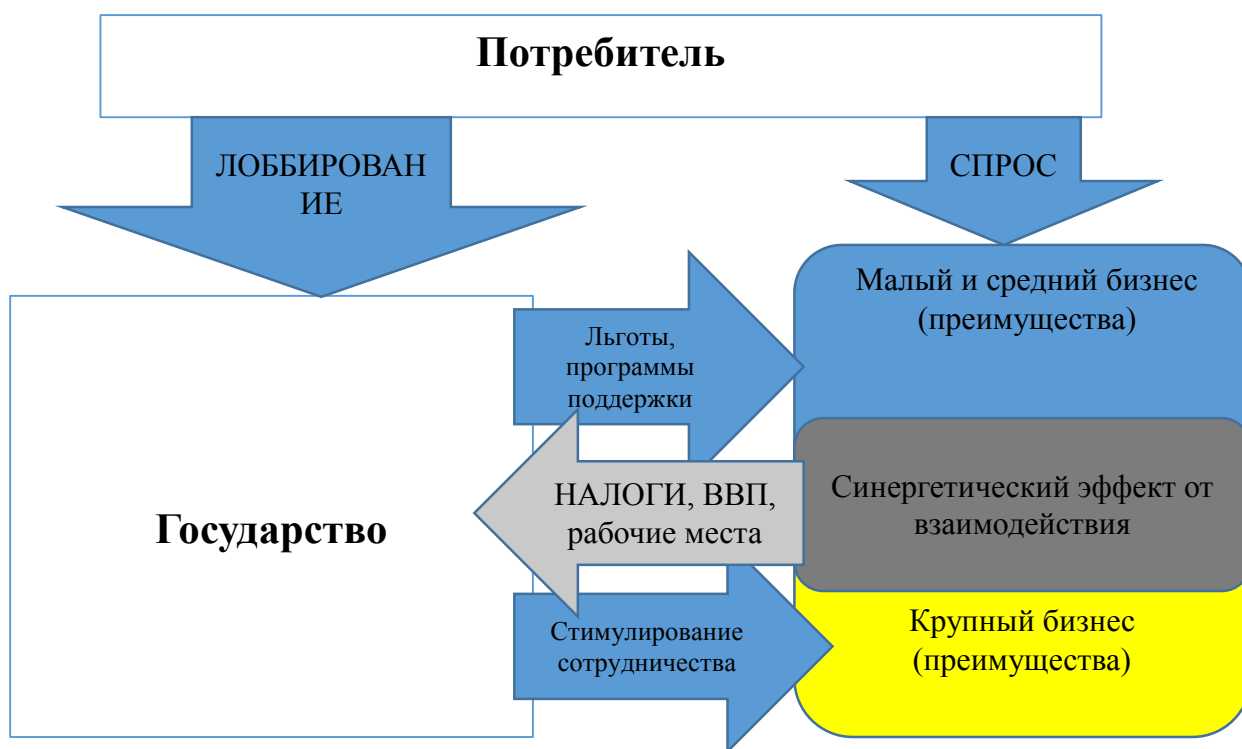 Потребитель
ЛОББИРОВАН
ИЕ
СПРОС
Малый и средний бизнес
(преимущества)
Льготы,
программы
поддержки
Государство
НАЛОГИ, ВВП,
рабочие места
Синергетический эффект от
взаимодействия
Стимулирование
сотрудничества
Крупный бизнес
(преимущества)